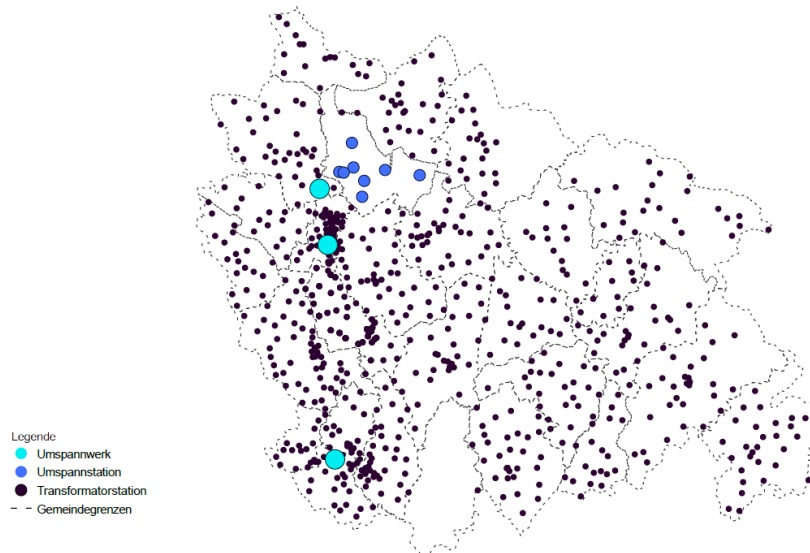 Legende
Umspannwerk
Umspannstation
Transformatorstation
Gemeindegrenzen